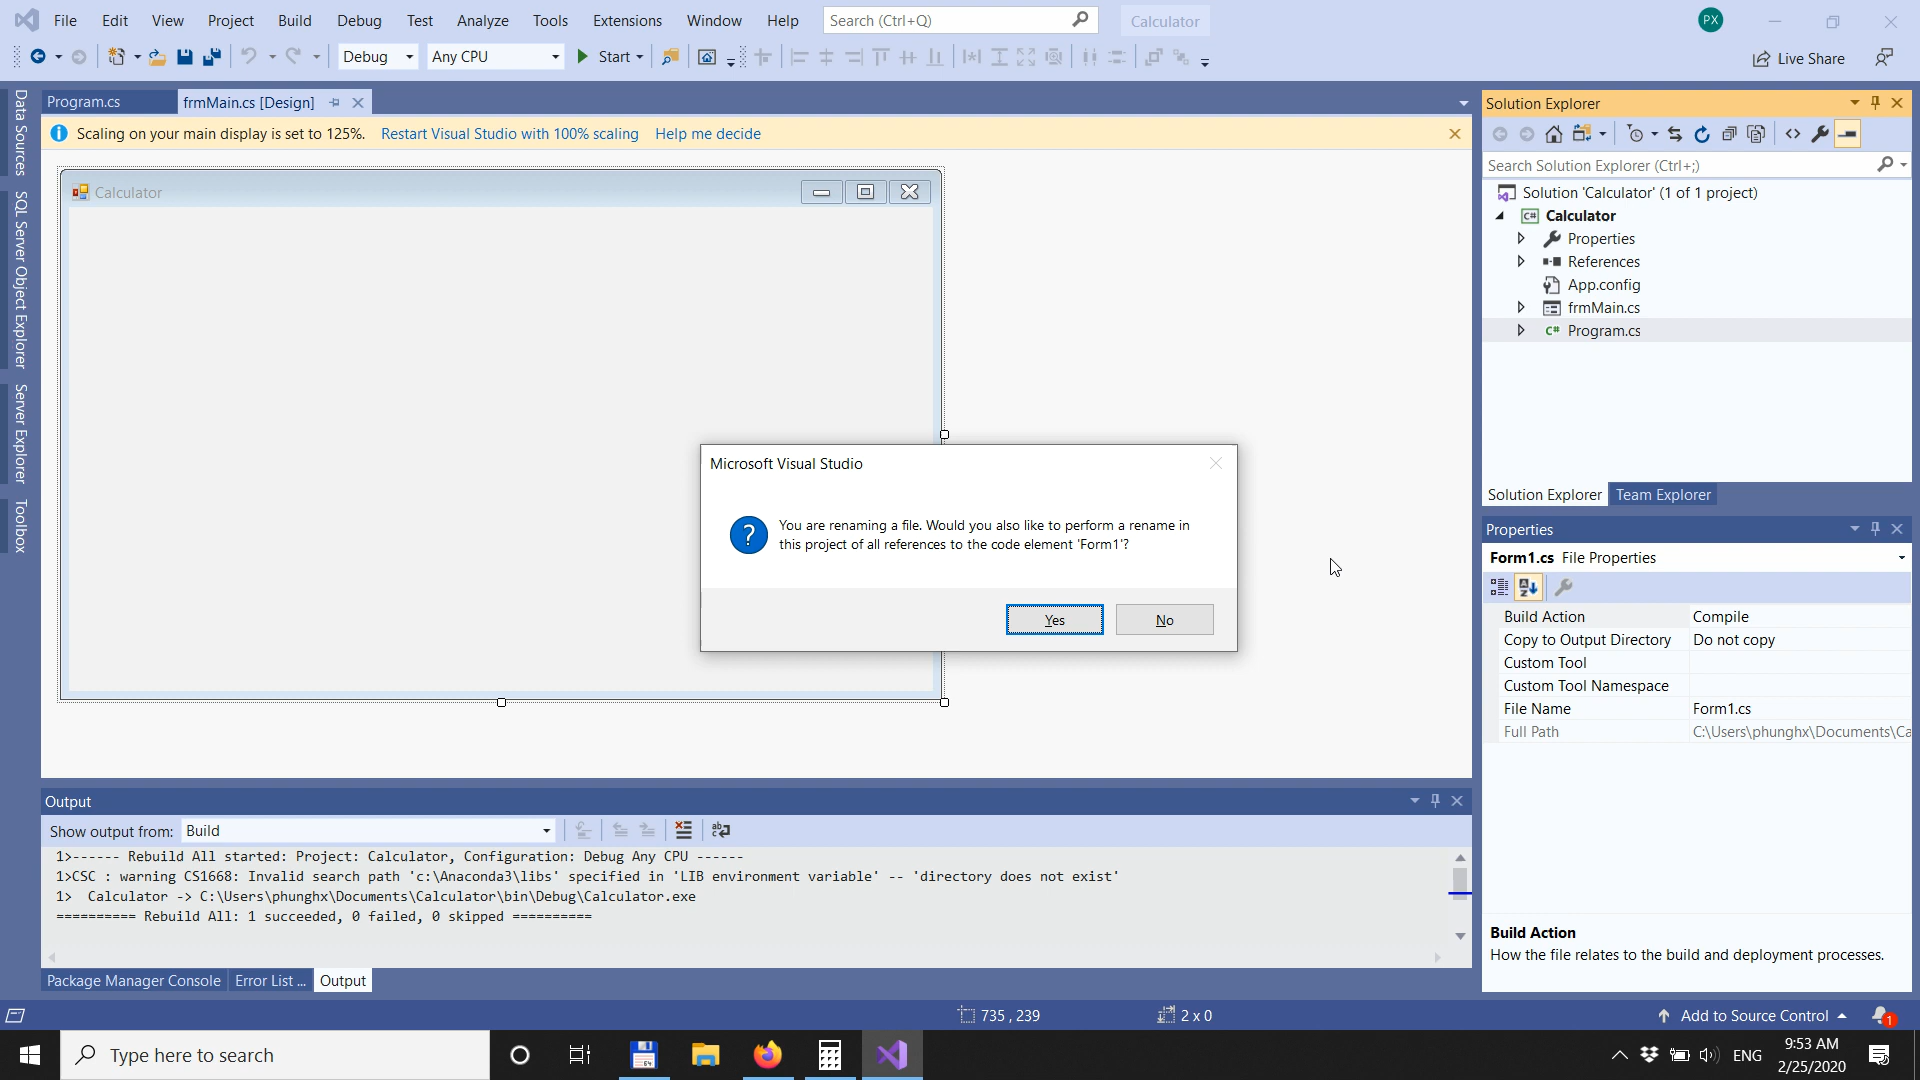 File Edit View Project Build Debug Test Analyze Tools Extensions Window Help Search (Ctrl+Q) Calculator PX
Debug Any CPU Start Live Share
Data Sources
SQL Server Object Explorer
Server Explorer
Toolbox
Program.cs frmMain.cs [Design]
Scaling on your main display is set to 125%. Restart Visual Studio with 100% scaling Help me decide
Calculator
Microsoft Visual Studio
You are renaming a file. Would you also like to perform a rename in
this project of all references to the code element 'Form1'?
Yes No
Solution Explorer
Search Solution Explorer (Ctrl+;)
Solution 'Calculator' (1 of 1 project)
C# Calculator
Properties
References
App.config
frmMain.cs
C# Program.cs
Solution Explorer Team Explorer
Properties
Form1.cs File Properties
Build Action Compile
Copy to Output Directory Do not copy
Custom Tool
Custom Tool Namespace
File Name Form1.cs
Full Path C:\Users\phunghx\Documents\Ca
Build Action
How the file relates to the build and deployment processes.
Output
Show output from: Build
1>------ Rebuild All started: Project: Calculator, Configuration: Debug Any CPU ------
1>CSC : warning CS1668: Invalid search path 'c:\Anaconda3\libs' specified in 'LIB environment variable' -- 'directory does not exist'
1>  Calculator -> C:\Users\phunghx\Documents\Calculator\bin\Debug\Calculator.exe
========== Rebuild All: 1 succeeded, 0 failed, 0 skipped ==========
Package Manager Console Error List ... Output
735 , 239 2 x 0 Add to Source Control 1
Type here to search 64 ENG 9:53 AM
2/25/2020